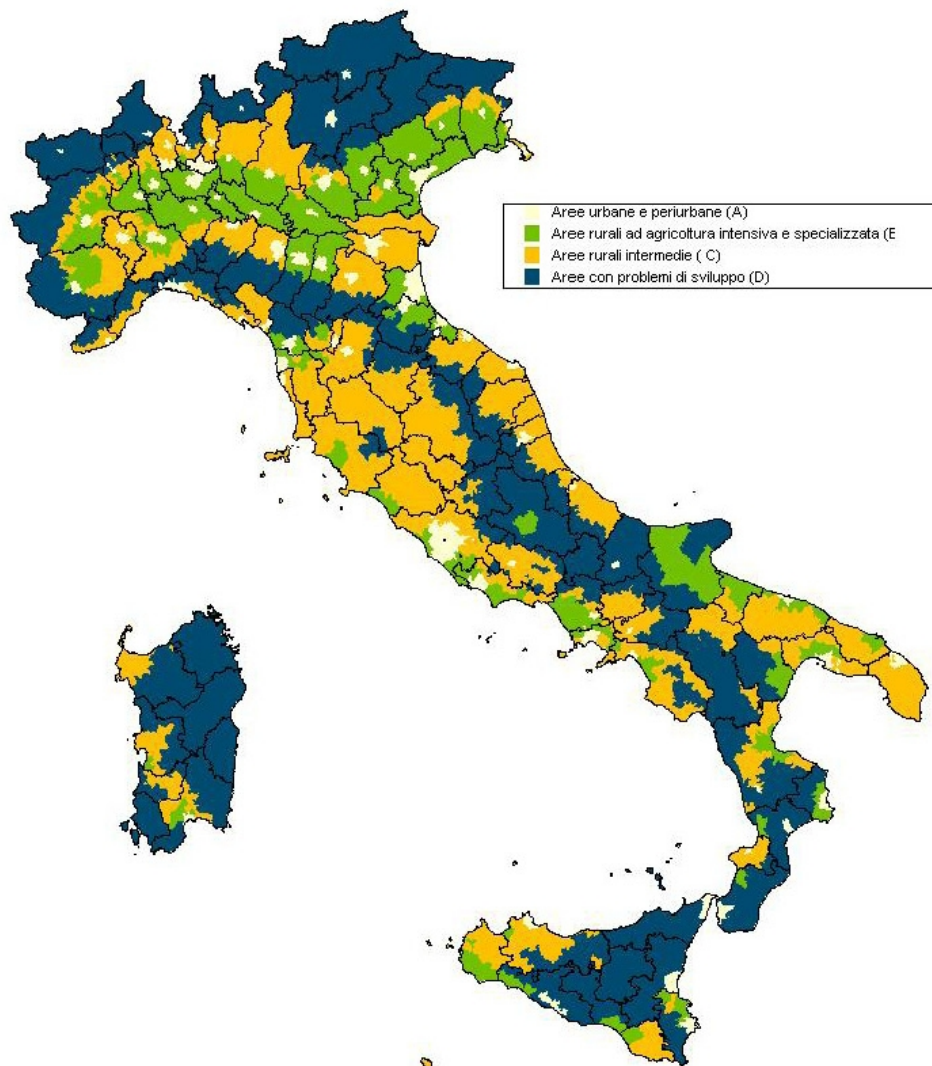 Aree urbane e periurbane (A)
Aree rurali ad agricoltura intensiva e specializzata (E
Aree rurali intermedie ( C)
Aree con problemi di sviluppo (D)